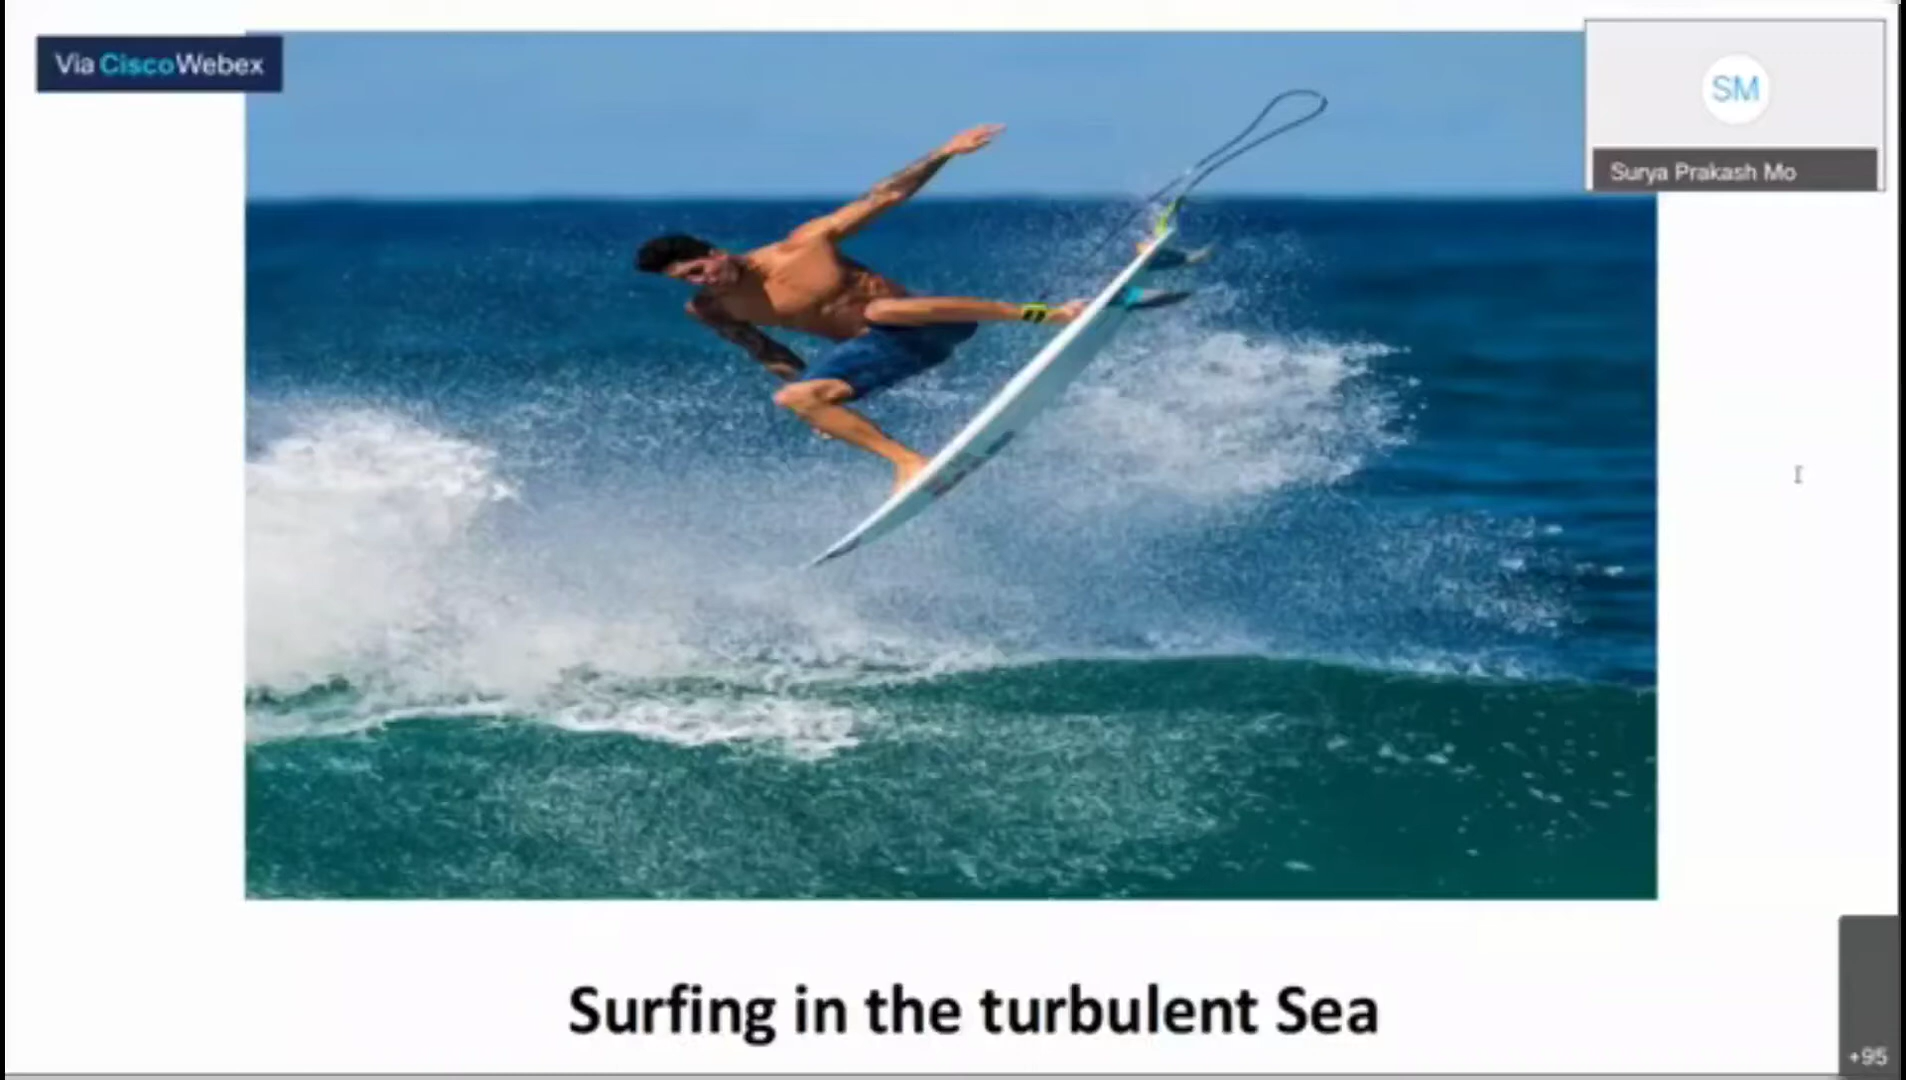 Via CiscoWebex
SM
Surya Prakash Mo
Surfing in the turbulent Sea
+95